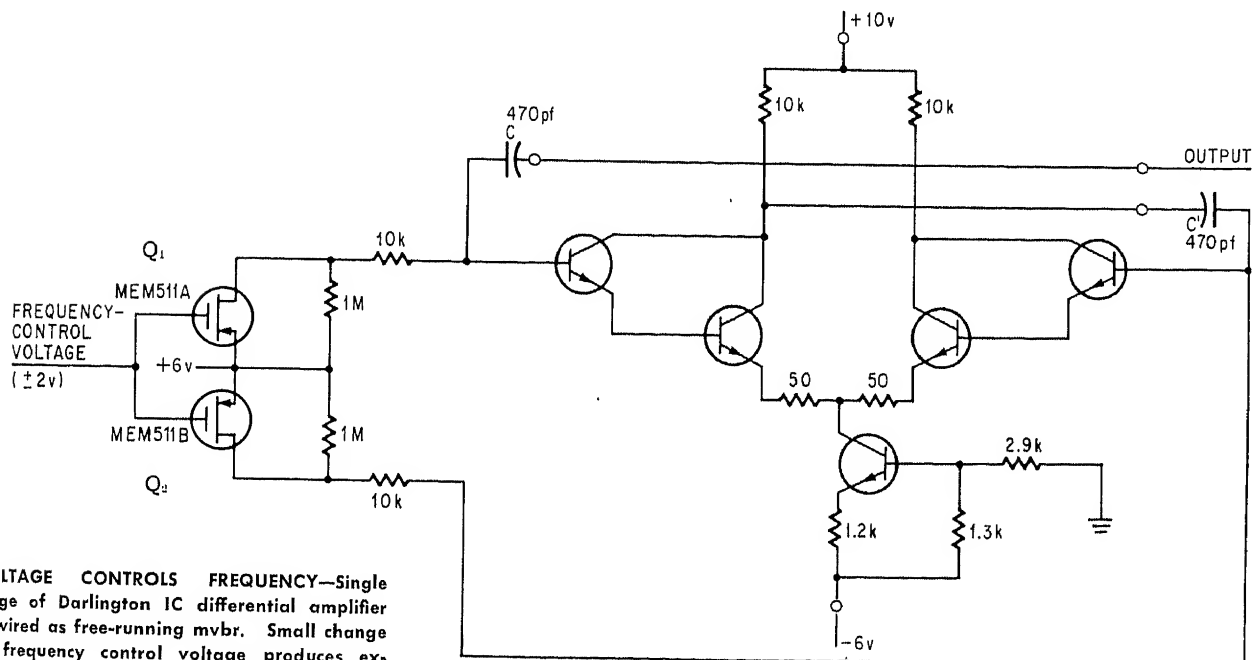 +10v
10k
10k
470pf
C
OUTPUT
C'
470pf
10k
Q₁
MEM511A
1M
FREQUENCY-
CONTROL
VOLTAGE
(±2v)
+6v
50
50
MEM511B
1M
2.9k
Q₂
10k
1.2k
1.3k
-6v
LTAGE CONTROLS FREQUENCY—Single
ge of Darlington IC differential amplifier
wired as free-running mvbr. Small change
frequency control voltage produces ex-